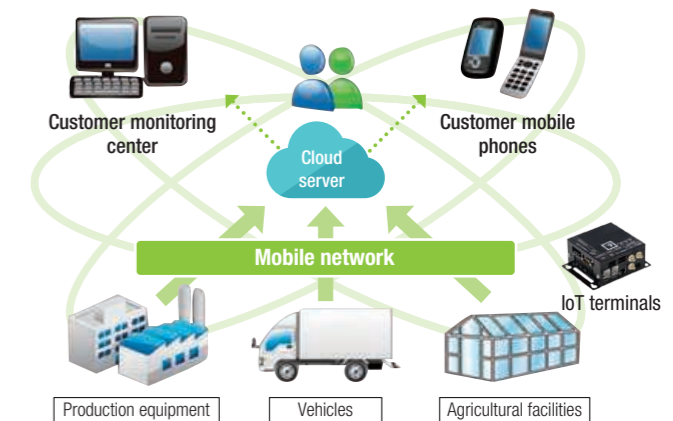 Customer monitoring
center
Customer mobile
phones
Cloud
server
Mobile network
IoT terminals
Production equipment
Vehicles
Agricultural facilities